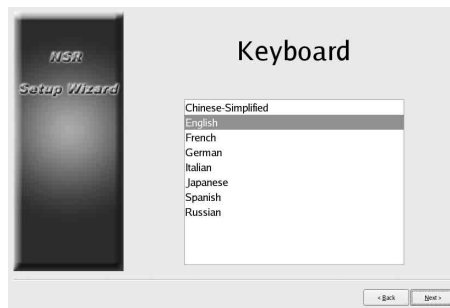 NSR
Setup Wizard
Keyboard
Chinese-Simplified
English
French
German
Italian
Japanese
Spanish
Russian
< Back
Next >